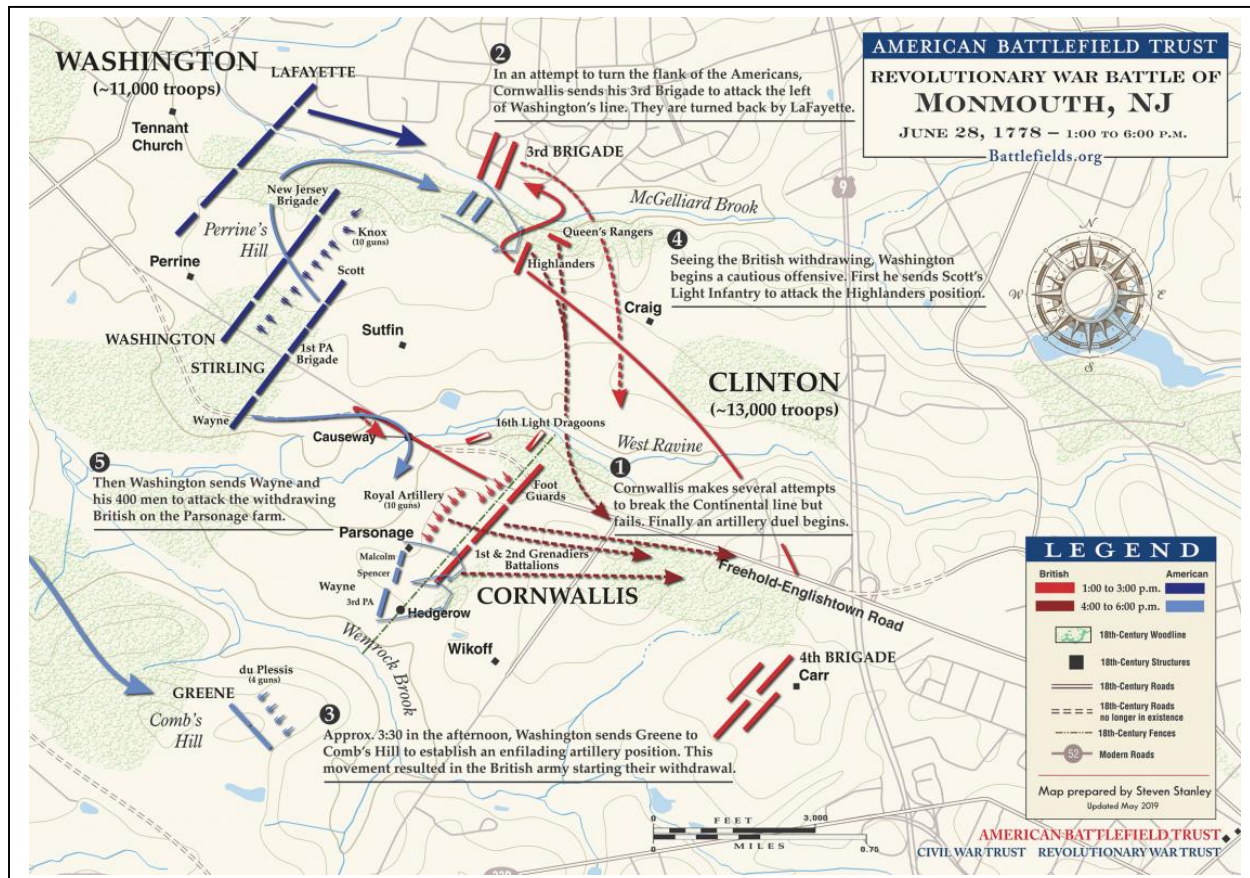 WASHINGTON
(~11,000 troops)
LAFAYETTE
Tennant
Church
❷
In an attempt to turn the flank of the Americans,
Cornwallis sends his 3rd Brigade to attack the left
of Washington's line. They are turned back by LaFayette.
AMERICAN BATTLEFIELD TRUST
REVOLUTIONARY WAR BATTLE OF
MONMOUTH, NJ
JUNE 28, 1778 – 1:00 TO 6:00 P.M.
Battlefields.org
3rd BRIGADE
9
New Jersey
Brigade
McGelliard Brook
Knox
(10 guns)
Perrine's
Hill
Queen's Rangers
❹
Seeing the British withdrawing, Washington
begins a cautious offensive. First he sends Scott's
Light Infantry to attack the Highlanders position.
N
W
E
S
Perrine
Scott
Highlanders
Craig
Sutfin
WASHINGTON
STIRLING
1st PA
Brigade
CLINTON
(~13,000 troops)
Wayne
Causeway
16th Light Dragoons
West Ravine
❺
Then Washington sends Wayne and
his 400 men to attack the withdrawing
British on the Parsonage farm.
Royal Artillery
(10 guns)
Foot
Guards
❶
Cornwallis makes several attempts
to break the Continental line but
fails. Finally an artillery duel begins.
Parsonage
Malcolm
Spencer
Wayne
3rd PA
1st & 2nd Grenadiers
Battalions
CORNWALLIS
Hedgerow
Freehold-Englishtown Road
Wemrock Brook
Wikoff
4th BRIGADE
Carr
du Plessis
(4 guns)
GREENE
Comb's
Hill
❸
Approx. 3:30 in the afternoon, Washington sends Greene to
Comb's Hill to establish an enfilading artillery position. This
movement resulted in the British army starting their withdrawal.
LEGEND
British
American
1:00 to 3:00 p.m.
4:00 to 6:00 p.m.
18th-Century Woodline
18th-Century Structures
18th-Century Roads
18th-Century Roads
no longer in existence
18th-Century Fences
52
Modern Roads
Map prepared by Steven Stanley
Updated May 2019
0
FEET
3,000
0
MILES
0.75
AMERICAN BATTLEFIELD TRUST
CIVIL WAR TRUST REVOLUTIONARY WAR TRUST